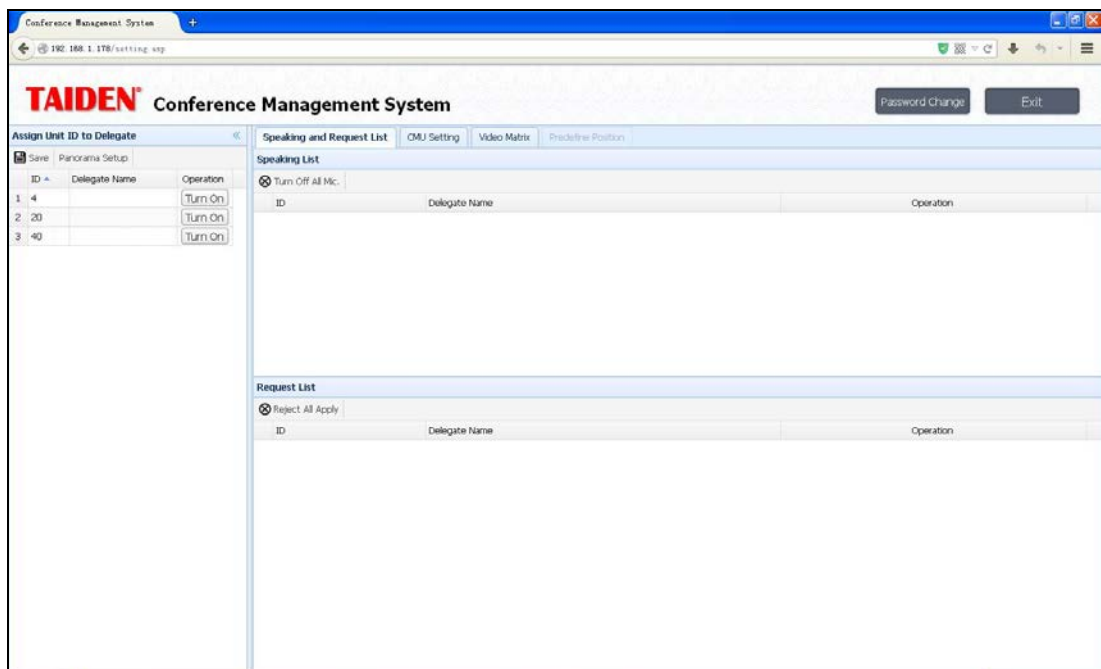 Conference Management System
192.168.1.178/setting.asp
TAIDEN® Conference Management System
Password Change
Exit
Assign Unit ID to Delegate
Save
Panorama Setup
ID
Delegate Name
Operation
1
4
Turn On
2
20
Turn On
3
40
Turn On
Speaking and Request List
CMU Setting
Video Matrix
Predefine Position
Speaking List
Turn Off All Mic.
ID
Delegate Name
Operation
Request List
Reject All Apply
ID
Delegate Name
Operation